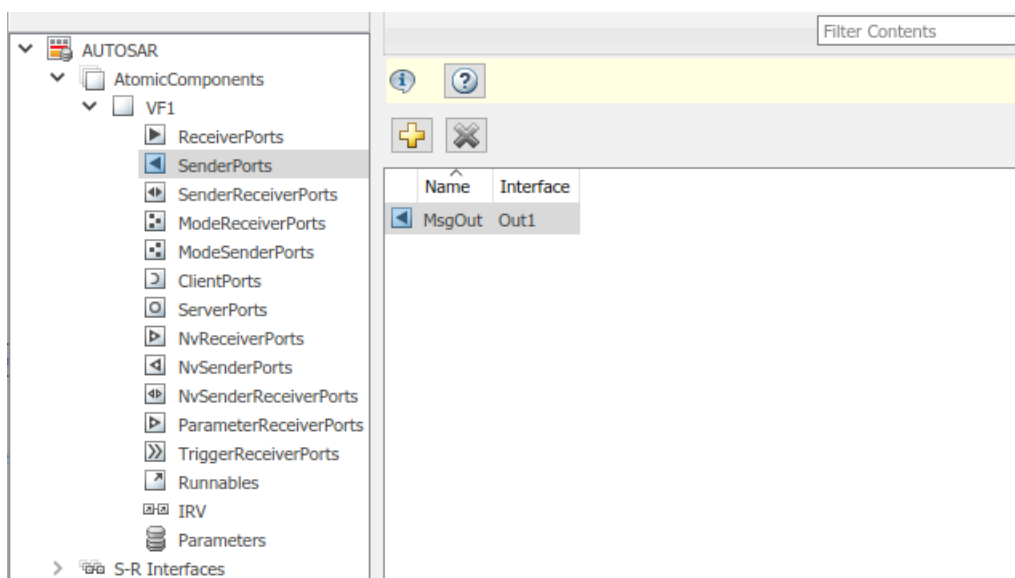 Filter Contents
AUTOSAR
AtomicComponents
VF1
ReceiverPorts
SenderPorts
SenderReceiverPorts
ModeReceiverPorts
ModeSenderPorts
ClientPorts
ServerPorts
NvReceiverPorts
NvSenderPorts
NvSenderReceiverPorts
ParameterReceiverPorts
TriggerReceiverPorts
Runnables
IRV
Parameters
S-R Interfaces
Name Interface
MsgOut Out1